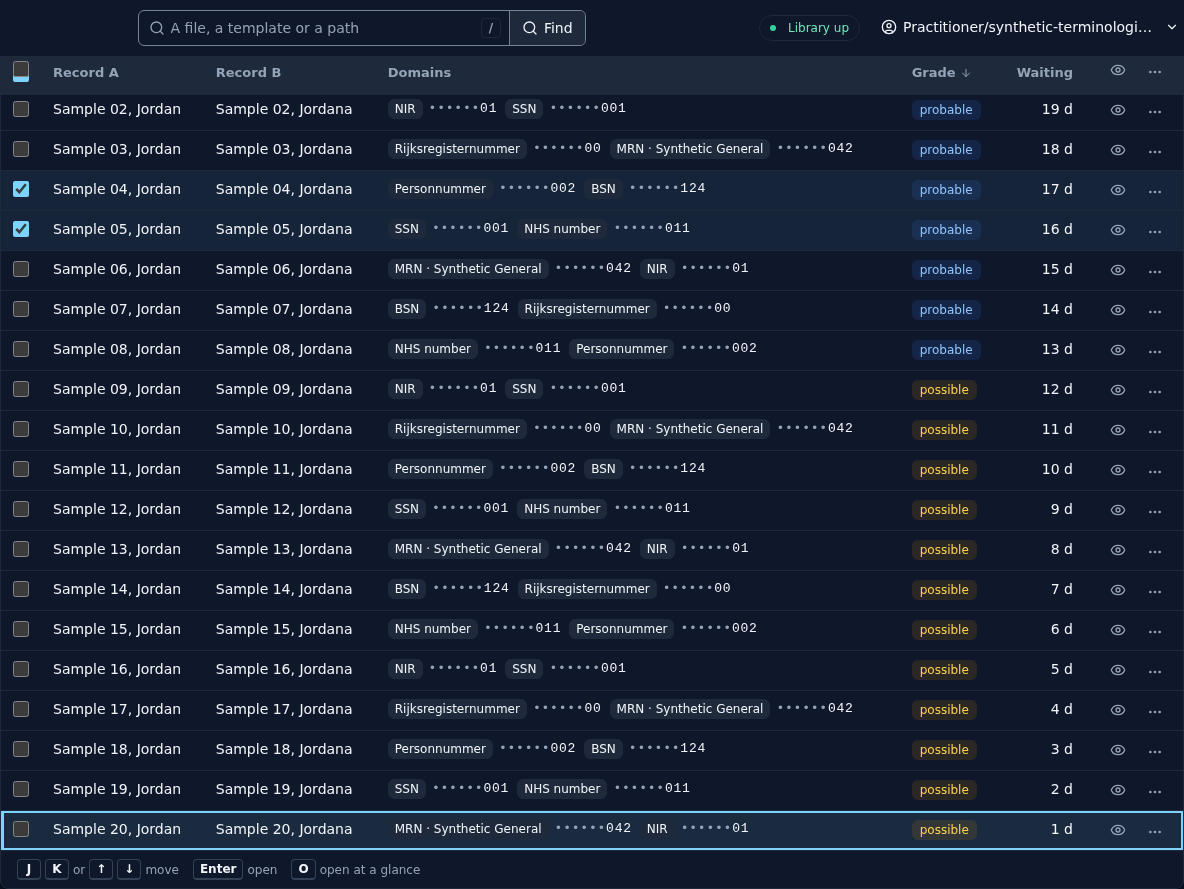 A file, a template or a path / Find Library up Practitioner/synthetic-terminologi…
Record A Record B Domains Grade ↓ Waiting …
Sample 02, Jordan Sample 02, Jordana NIR ••••••01 SSN ••••••001 probable 19 d …
Sample 03, Jordan Sample 03, Jordana Rijksregisternummer ••••••00 MRN · Synthetic General ••••••042 probable 18 d …
Sample 04, Jordan Sample 04, Jordana Personnummer ••••••002 BSN ••••••124 probable 17 d …
Sample 05, Jordan Sample 05, Jordana SSN ••••••001 NHS number ••••••011 probable 16 d …
Sample 06, Jordan Sample 06, Jordana MRN · Synthetic General ••••••042 NIR ••••••01 probable 15 d …
Sample 07, Jordan Sample 07, Jordana BSN ••••••124 Rijksregisternummer ••••••00 probable 14 d …
Sample 08, Jordan Sample 08, Jordana NHS number ••••••011 Personnummer ••••••002 probable 13 d …
Sample 09, Jordan Sample 09, Jordana NIR ••••••01 SSN ••••••001 possible 12 d …
Sample 10, Jordan Sample 10, Jordana Rijksregisternummer ••••••00 MRN · Synthetic General ••••••042 possible 11 d …
Sample 11, Jordan Sample 11, Jordana Personnummer ••••••002 BSN ••••••124 possible 10 d …
Sample 12, Jordan Sample 12, Jordana SSN ••••••001 NHS number ••••••011 possible 9 d …
Sample 13, Jordan Sample 13, Jordana MRN · Synthetic General ••••••042 NIR ••••••01 possible 8 d …
Sample 14, Jordan Sample 14, Jordana BSN ••••••124 Rijksregisternummer ••••••00 possible 7 d …
Sample 15, Jordan Sample 15, Jordana NHS number ••••••011 Personnummer ••••••002 possible 6 d …
Sample 16, Jordan Sample 16, Jordana NIR ••••••01 SSN ••••••001 possible 5 d …
Sample 17, Jordan Sample 17, Jordana Rijksregisternummer ••••••00 MRN · Synthetic General ••••••042 possible 4 d …
Sample 18, Jordan Sample 18, Jordana Personnummer ••••••002 BSN ••••••124 possible 3 d …
Sample 19, Jordan Sample 19, Jordana SSN ••••••001 NHS number ••••••011 possible 2 d …
Sample 20, Jordan Sample 20, Jordana MRN · Synthetic General ••••••042 NIR ••••••01 possible 1 d …
J K or ↑ ↓ move Enter open O open at a glance